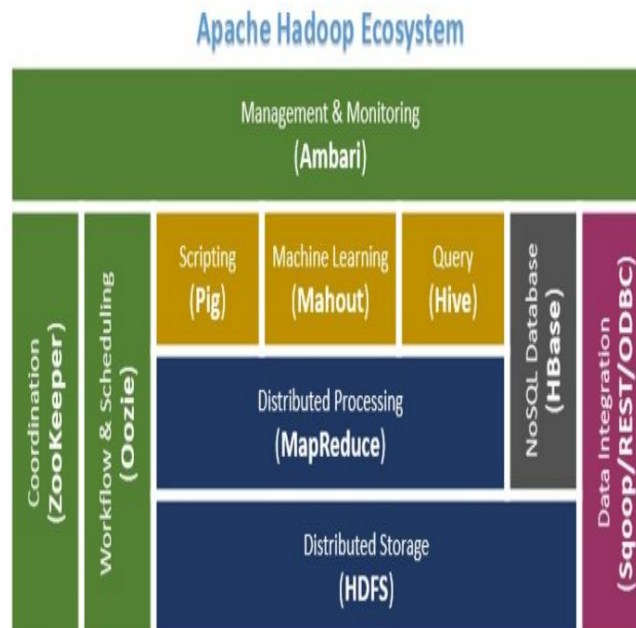 Apache Hadoop Ecosystem
Management & Monitoring
(Ambari)
Coordination
(ZooKeeper)
Workflow & Scheduling
(Oozie)
Scripting
(Pig)
Machine Learning
(Mahout)
Query
(Hive)
Distributed Processing
(MapReduce)
NoSQL Database
(HBase)
Data Integration
(Sqoop/REST/ODBC)
Distributed Storage
(HDFS)